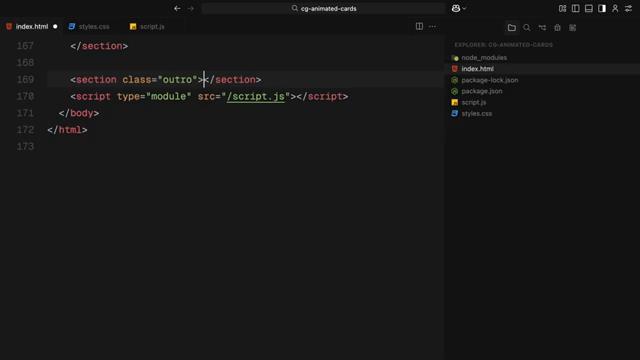 cg-animated-cards
index.html
styles.css
script.js
EXPLORER: CG-ANIMATED-CARDS
node_modules
index.html
package-lock.json
package.json
script.js
styles.css
167 </section>
168
169 <section class="outro"></section>
170 <script type="module" src="/script.js"></script>
171 </body>
172 </html>
173